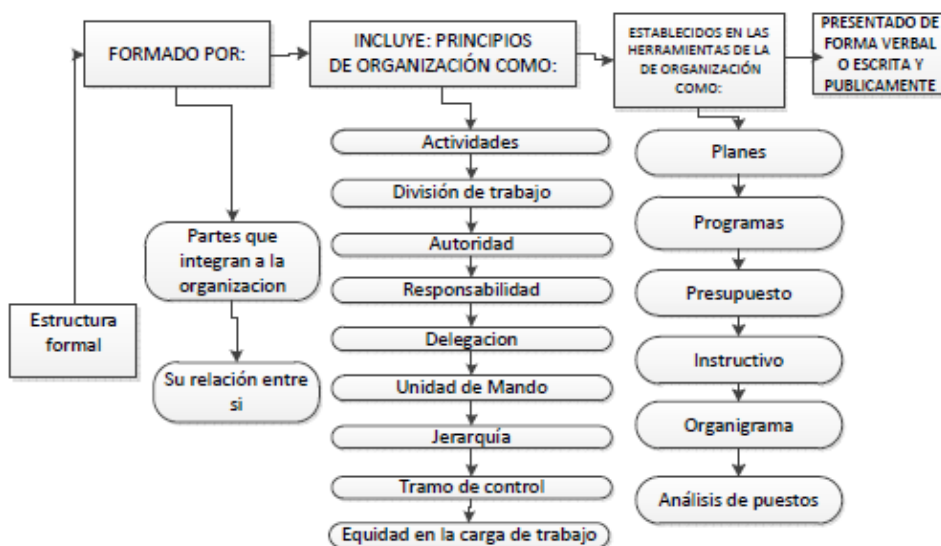 FORMADO POR:
INCLUYE: PRINCIPIOS
DE ORGANIZACIÓN COMO:
ESTABLECIDOS EN LAS
HERRAMIENTAS DE LA
DE ORGANIZACIÓN
COMO:
PRESENTADO DE
FORMA VERBAL
O ESCRITA Y
PUBLICAMENTE
Estructura
formal
Partes que
integran a la
organizacion
Su relación entre
si
Actividades
División de trabajo
Autoridad
Responsabilidad
Delegacion
Unidad de Mando
Jerarquía
Tramo de control
Equidad en la carga de trabajo
Planes
Programas
Presupuesto
Instructivo
Organigrama
Análisis de puestos